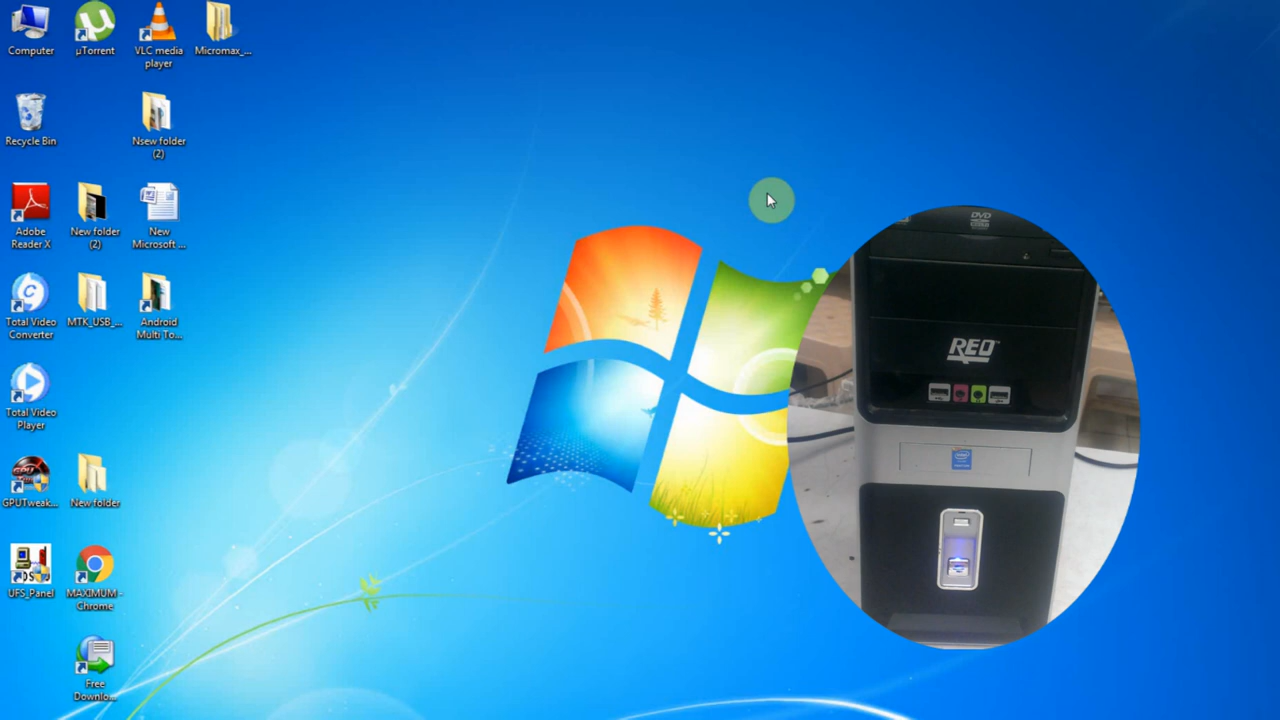 Computer
µTorrent
VLC media
player
Micromax_...
Recycle Bin
Nsew folder
(2)
Adobe
Reader X
New folder
(2)
New
Microsoft ...
Total Video
Converter
MTK_USB_...
Android
Multi To...
Total Video
Player
GPUTweak...
New folder
UFS_Panel
MAXIMUM -
Chrome
Free
Downlo...
DVD
REO